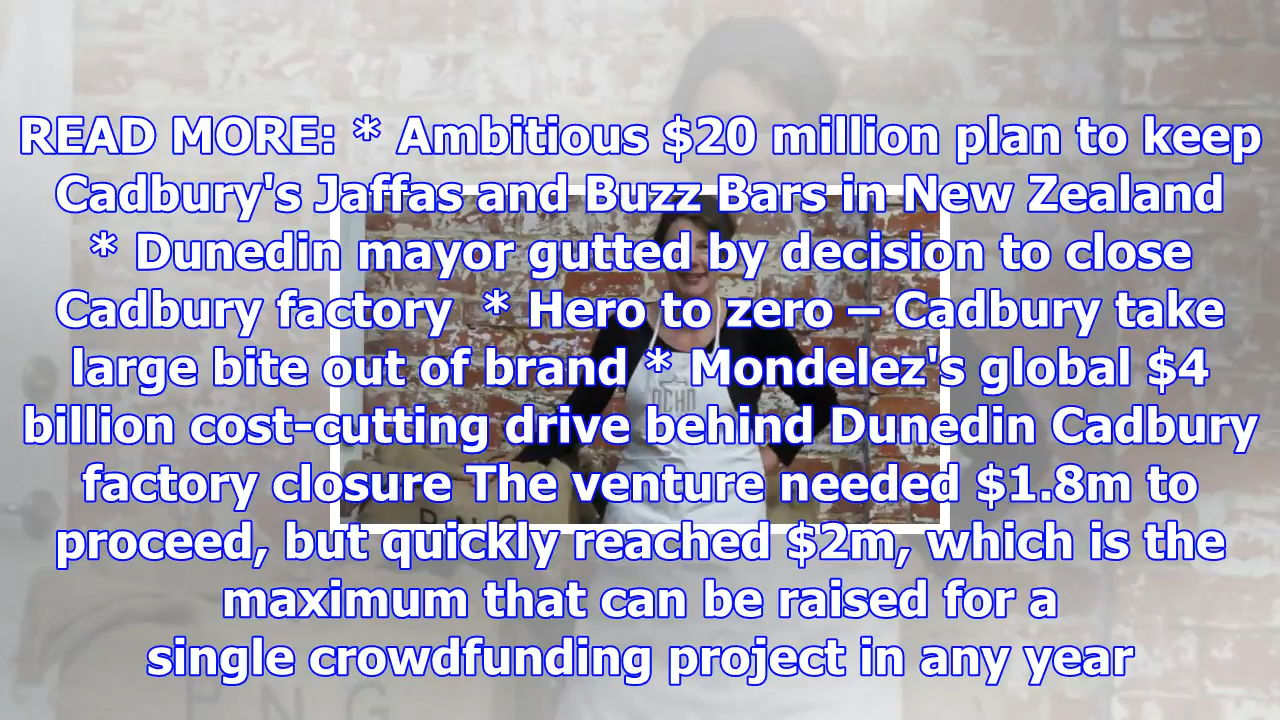 READ MORE: * Ambitious $20 million plan to keep
Cadbury's Jaffas and Buzz Bars in New Zealand
* Dunedin mayor gutted by decision to close
Cadbury factory  * Hero to zero – Cadbury take
large bite out of brand * Mondelez's global $4
billion cost-cutting drive behind Dunedin Cadbury
factory closure The venture needed $1.8m to
proceed, but quickly reached $2m, which is the
maximum that can be raised for a
single crowdfunding project in any year
OCHO
PNG
PNG